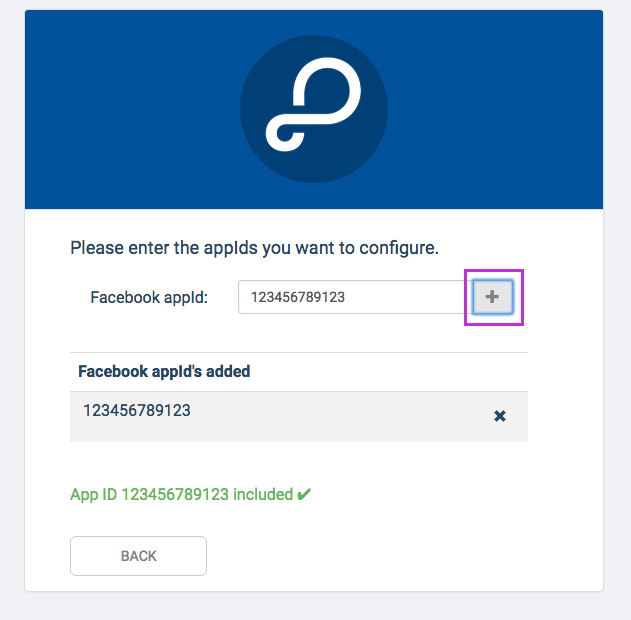 Please enter the appIds you want to configure.
Facebook appId: 123456789123
Facebook appId's added
123456789123
App ID 123456789123 included ✔
BACK